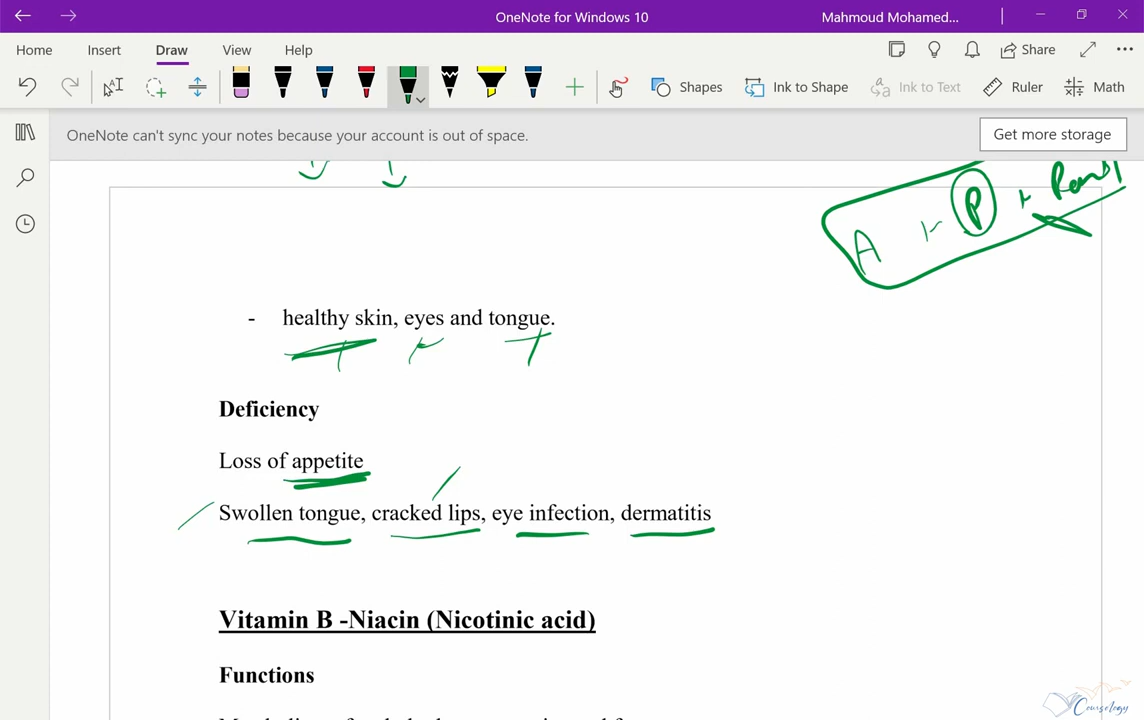 OneNote for Windows 10
Mahmoud Mohamed...
Home Insert Draw View Help
Share
Shapes Ink to Shape Ink to Text Ruler Math
OneNote can't sync your notes because your account is out of space.
Get more storage
A + P +
- healthy skin, eyes and tongue.
Deficiency
Loss of appetite
Swollen tongue, cracked lips, eye infection, dermatitis
Vitamin B -Niacin (Nicotinic acid)
Functions
Courselogy